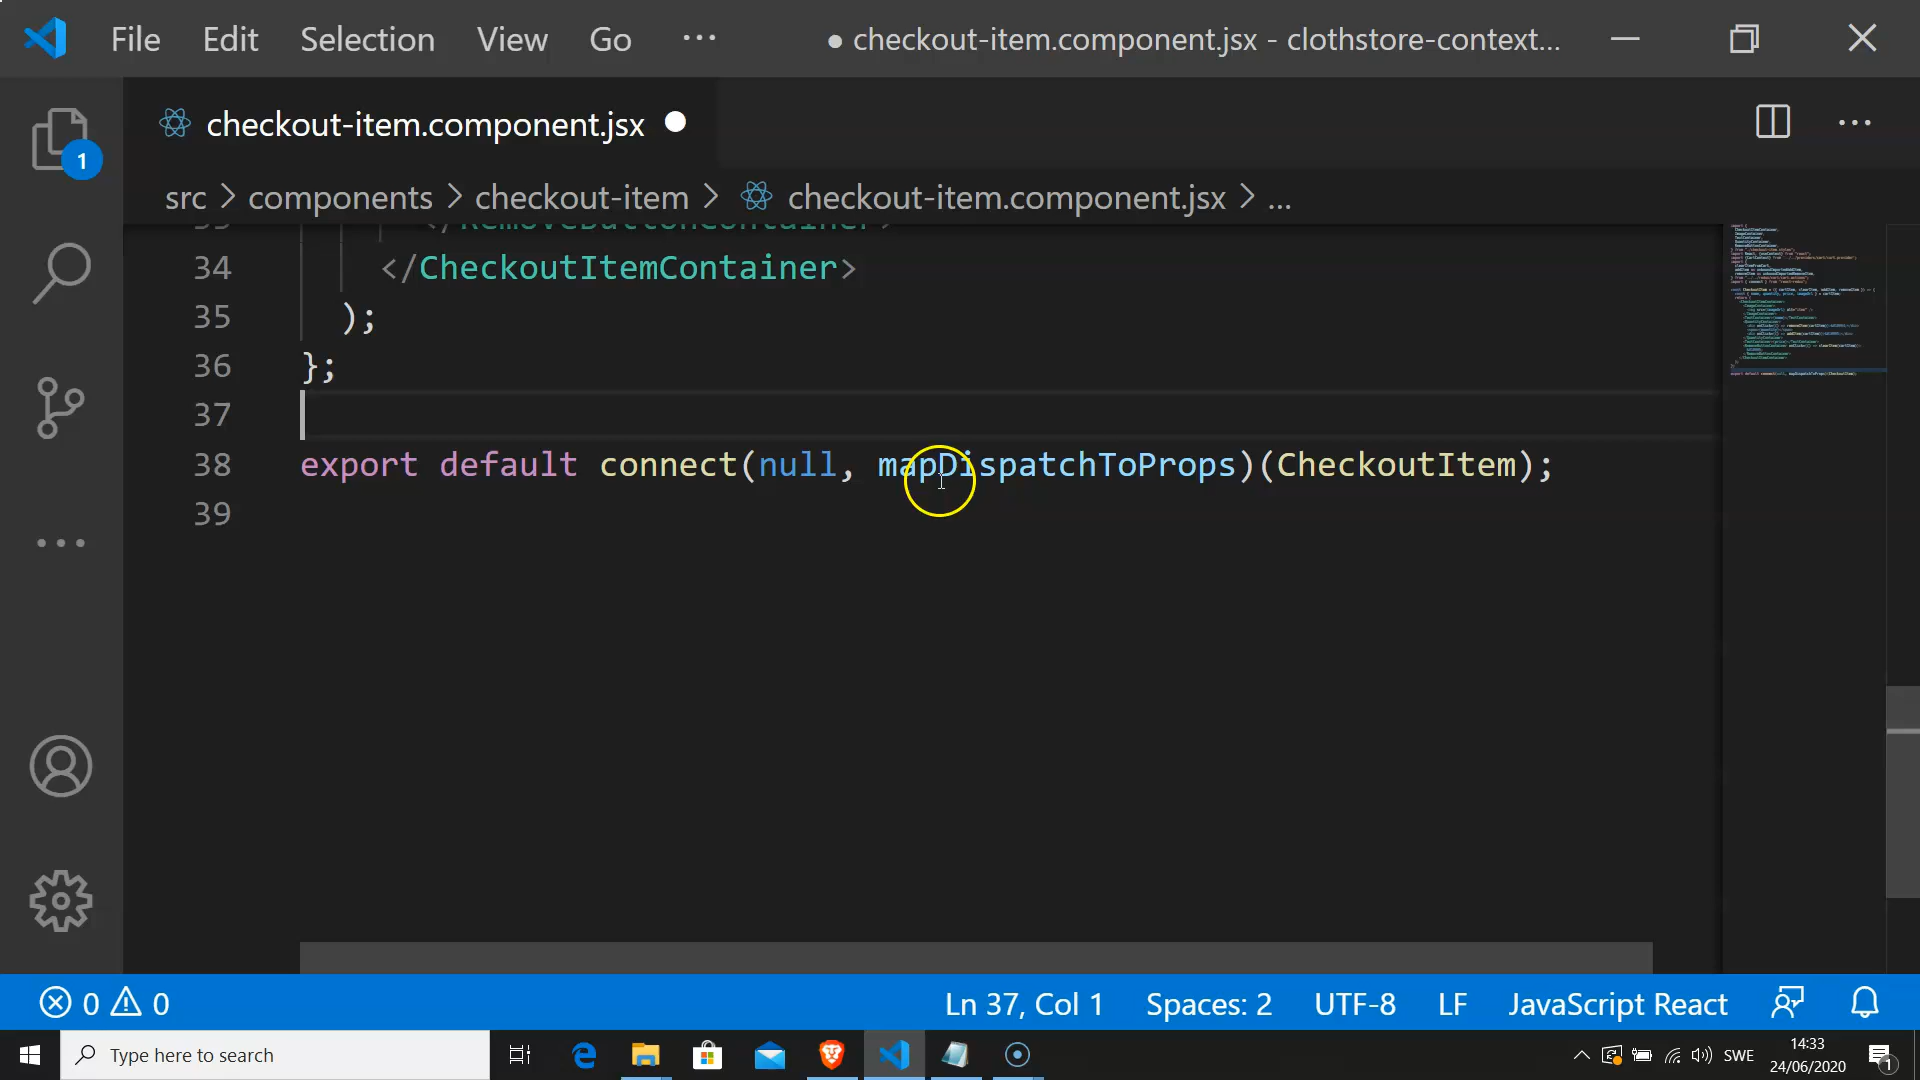 File Edit Selection View Go ··· ● checkout-item.component.jsx - clothstore-context...
checkout-item.component.jsx ● ···
1
src > components > checkout-item > checkout-item.component.jsx > ...
33 </RemoveButtonContainer>
34 </CheckoutItemContainer>
35 );
36 };
37
38 export default connect(null, mapDispatchToProps)(CheckoutItem);
39
0 0 Ln 37, Col 1 Spaces: 2 UTF-8 LF JavaScript React
Type here to search SWE 14:33
24/06/2020 1